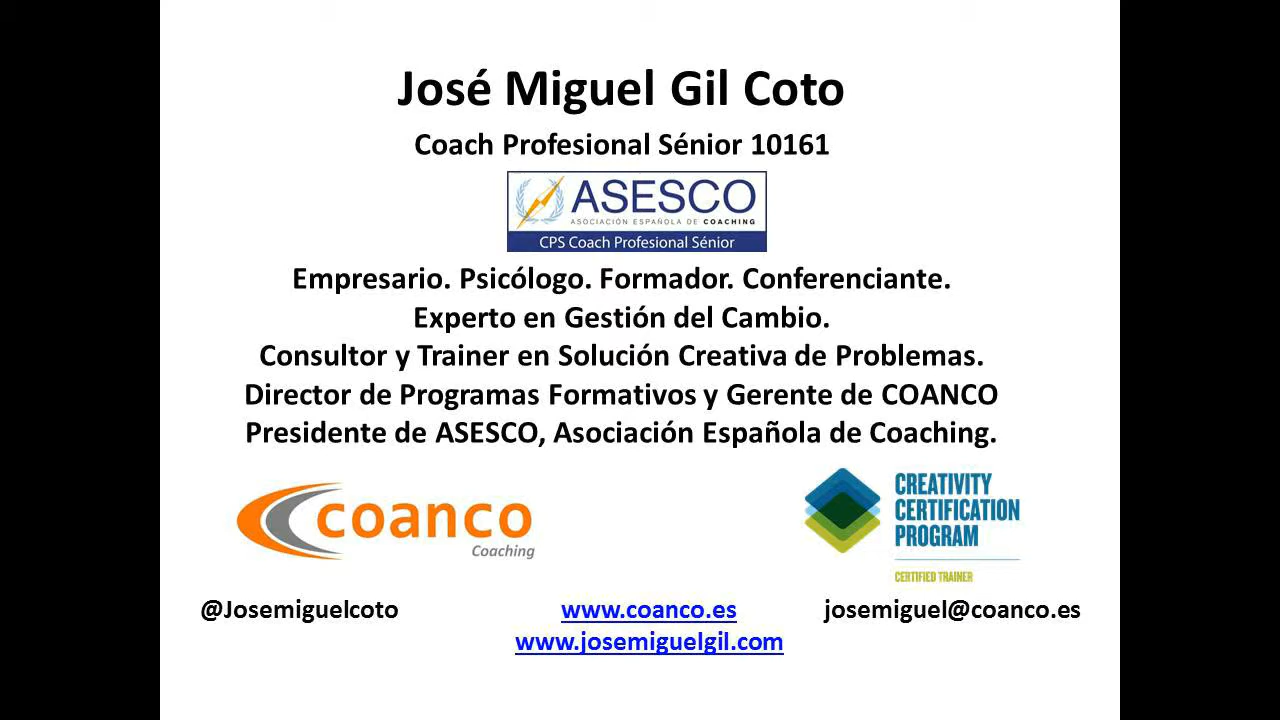 José Miguel Gil Coto
Coach Profesional Sénior 10161
ASESCO
ASOCIACIÓN ESPAÑOLA DE COACHING
CPS Coach Profesional Sénior
Empresario. Psicólogo. Formador. Conferenciante.
Experto en Gestión del Cambio.
Consultor y Trainer en Solución Creativa de Problemas.
Director de Programas Formativos y Gerente de COANCO
Presidente de ASESCO, Asociación Española de Coaching.
coanco
Coaching
CREATIVITY
CERTIFICATION
PROGRAM
CERTIFIED TRAINER
@Josemiguelcoto www.coanco.es josemiguel@coanco.es
www.josemiguelgil.com